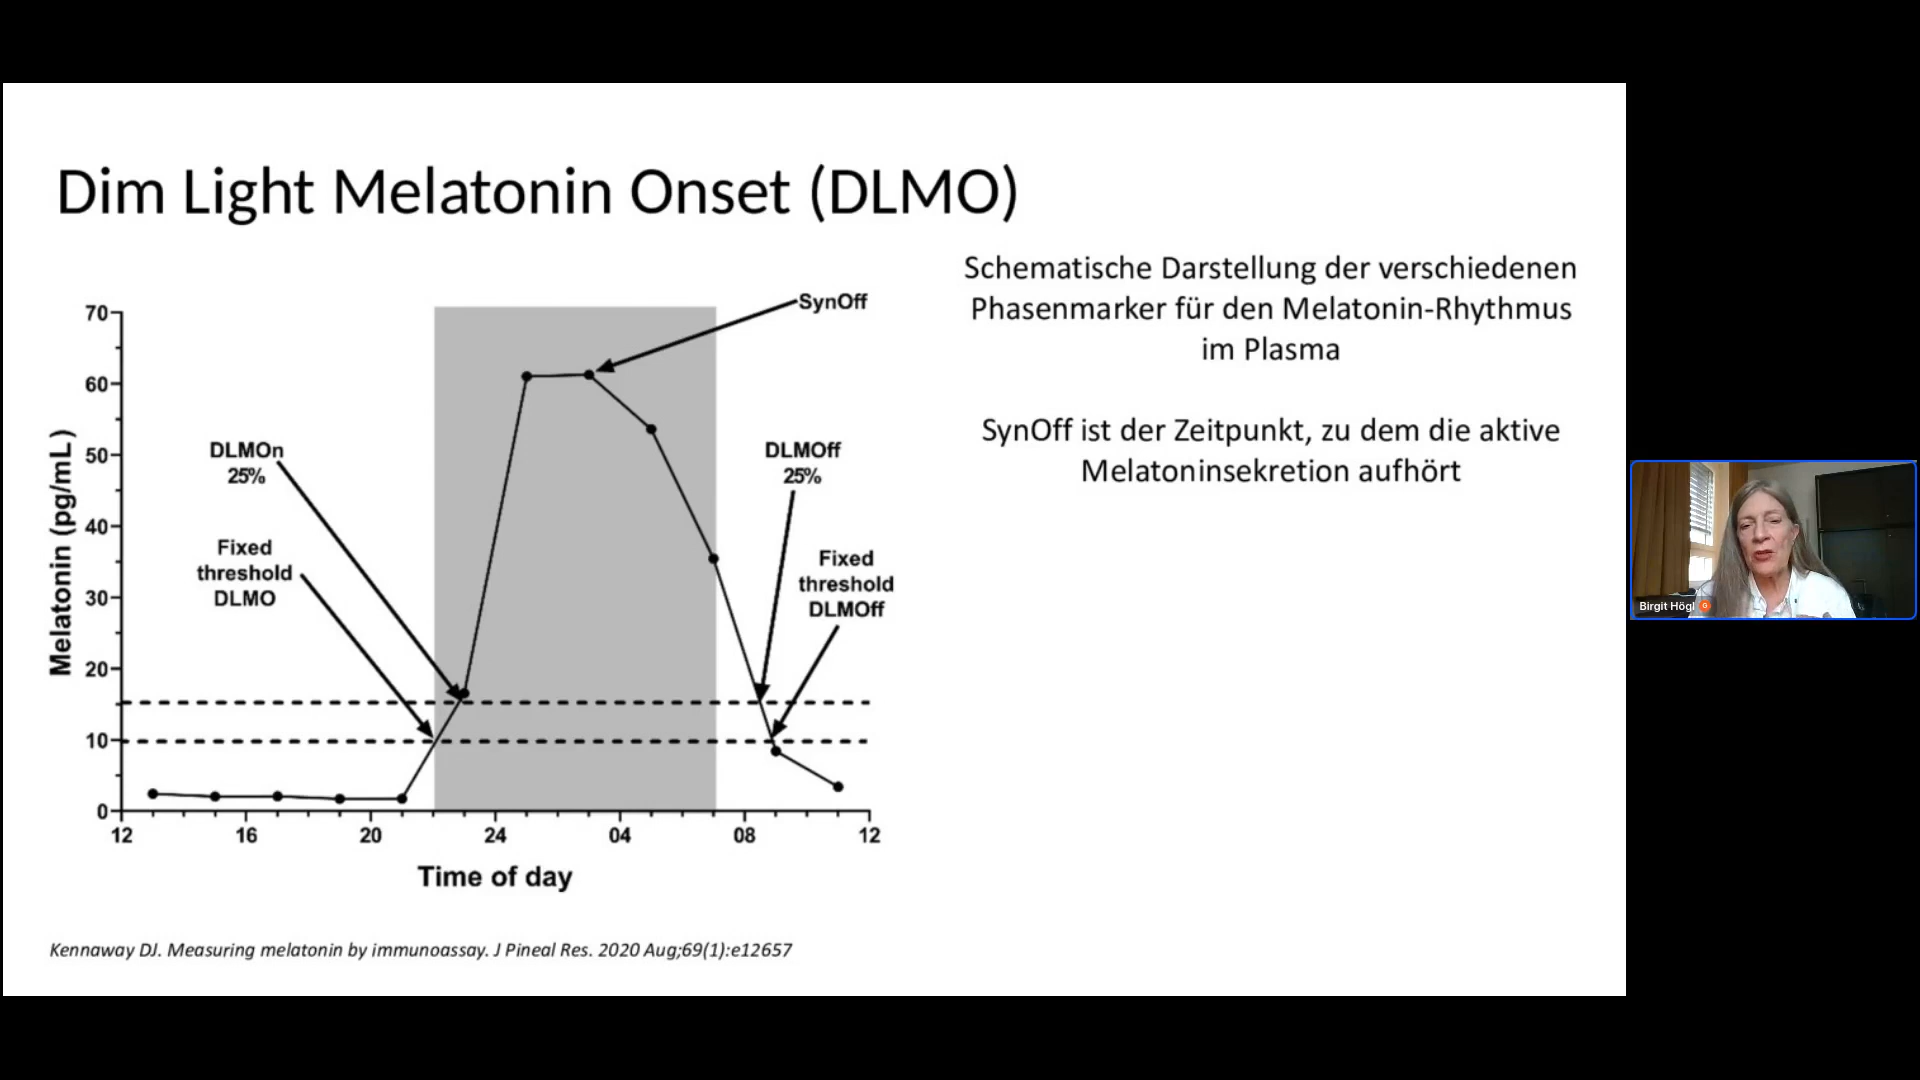 Dim Light Melatonin Onset (DLMO)
Schematische Darstellung der verschiedenen
Phasenmarker für den Melatonin-Rhythmus
im Plasma
SynOff ist der Zeitpunkt, zu dem die aktive
Melatoninsekretion aufhört
70
60
50
40
30
20
10
0
Melatonin (pg/mL)
SynOff
DLMOn
25%
Fixed
threshold
DLMO
DLMOff
25%
Fixed
threshold
DLMOff
12 16 20 24 04 08 12
Time of day
Kennaway DJ. Measuring melatonin by immunoassay. J Pineal Res. 2020 Aug;69(1):e12657
Birgit Högl